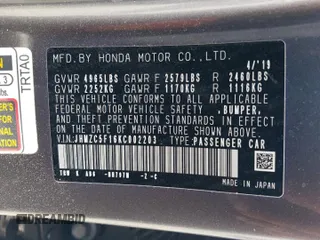 MFD. BY HONDA MOTOR CO., LTD. 4/'19
GVWR 4965LBS GAWR F 2579LBS R 2460LBS
GVWR 2252KG GAWR F 1170KG R 1116KG
THIS VEHICLE CONFORMS TO ALL APPLICABLE
FEDERAL MOTOR VEHICLE SAFETY, BUMPER,
AND THEFT PREVENTION STANDARDS IN EFFECT
ON THE DATE OF MANUFACTURE SHOWN ABOVE.
V.I.N.: TYPE:PASSENGER CAR
MADE IN JAPAN
TRTA0